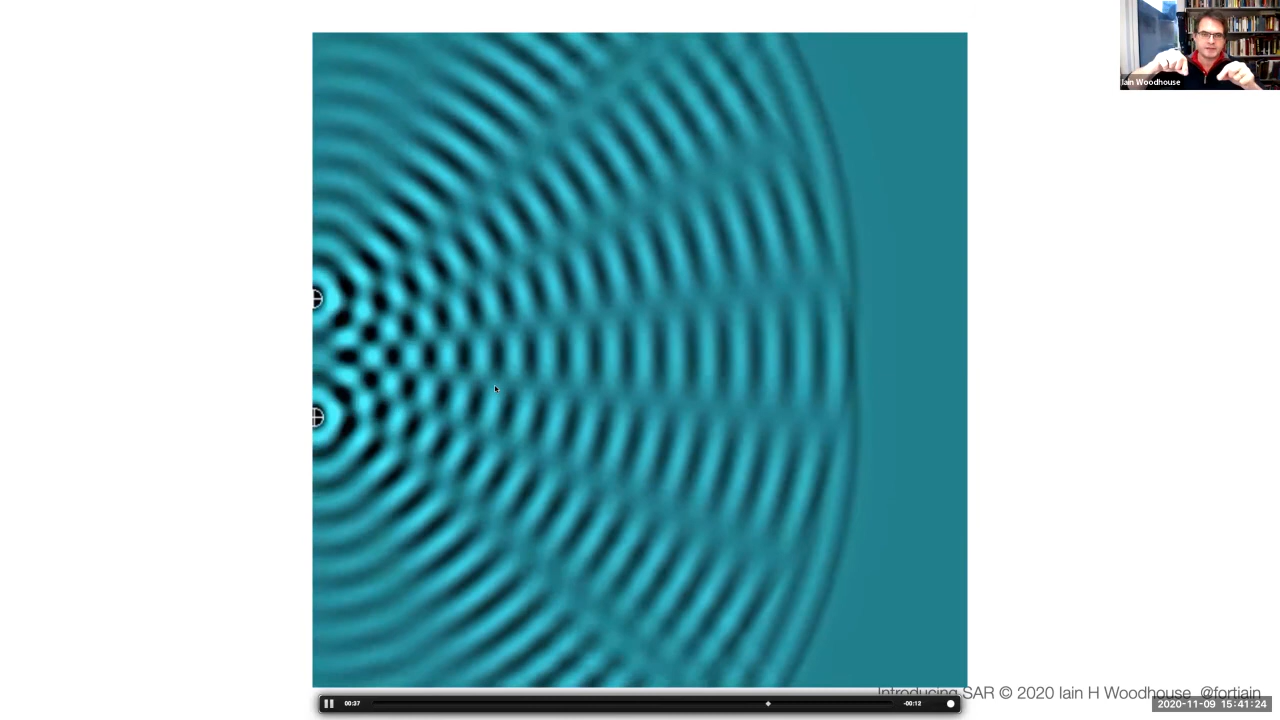 Iain Woodhouse
Introducing SAR © 2020 Iain H Woodhouse @fortiain
00:37
-00:12
2020-11-09 15:41:24